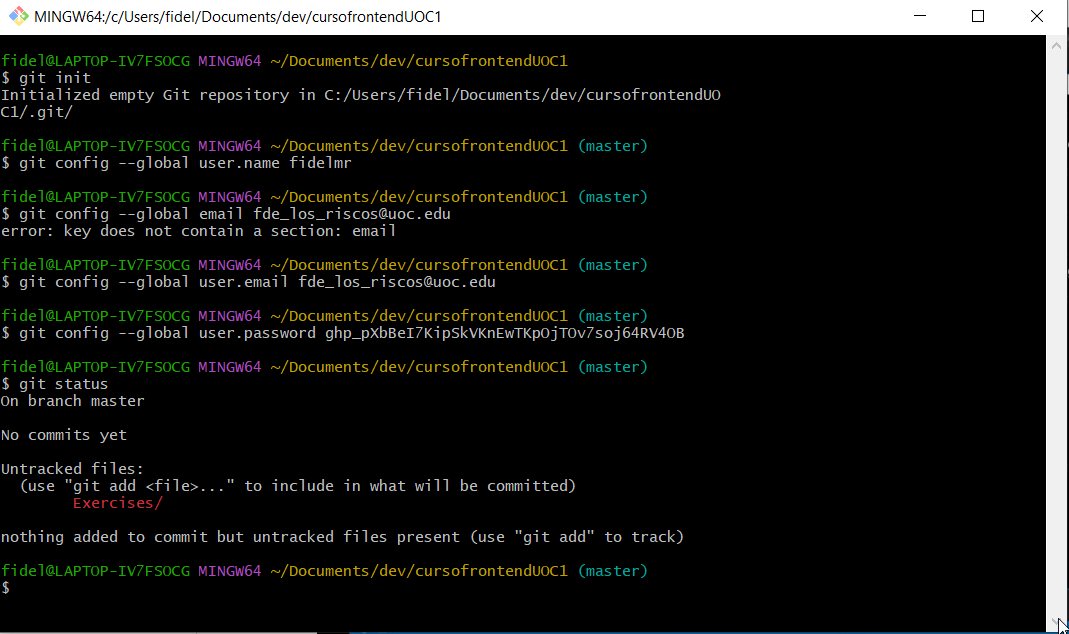 MINGW64:/c/Users/fidel/Documents/dev/cursofrontendUOC1
fidel@LAPTOP-IV7FSOCG MINGW64 ~/Documents/dev/cursofrontendUOC1
$ git init
Initialized empty Git repository in C:/Users/fidel/Documents/dev/cursofrontendUO
C1/.git/
fidel@LAPTOP-IV7FSOCG MINGW64 ~/Documents/dev/cursofrontendUOC1 (master)
$ git config --global user.name fidelmr
fidel@LAPTOP-IV7FSOCG MINGW64 ~/Documents/dev/cursofrontendUOC1 (master)
$ git config --global email fde_los_riscos@uoc.edu
error: key does not contain a section: email
fidel@LAPTOP-IV7FSOCG MINGW64 ~/Documents/dev/cursofrontendUOC1 (master)
$ git config --global user.email fde_los_riscos@uoc.edu
fidel@LAPTOP-IV7FSOCG MINGW64 ~/Documents/dev/cursofrontendUOC1 (master)
$ git config --global user.password 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
fidel@LAPTOP-IV7FSOCG MINGW64 ~/Documents/dev/cursofrontendUOC1 (master)
$ git status
On branch master
No commits yet
Untracked files:
(use "git add <file>..." to include in what will be committed)
Exercises/
nothing added to commit but untracked files present (use "git add" to track)
fidel@LAPTOP-IV7FSOCG MINGW64 ~/Documents/dev/cursofrontendUOC1 (master)
$